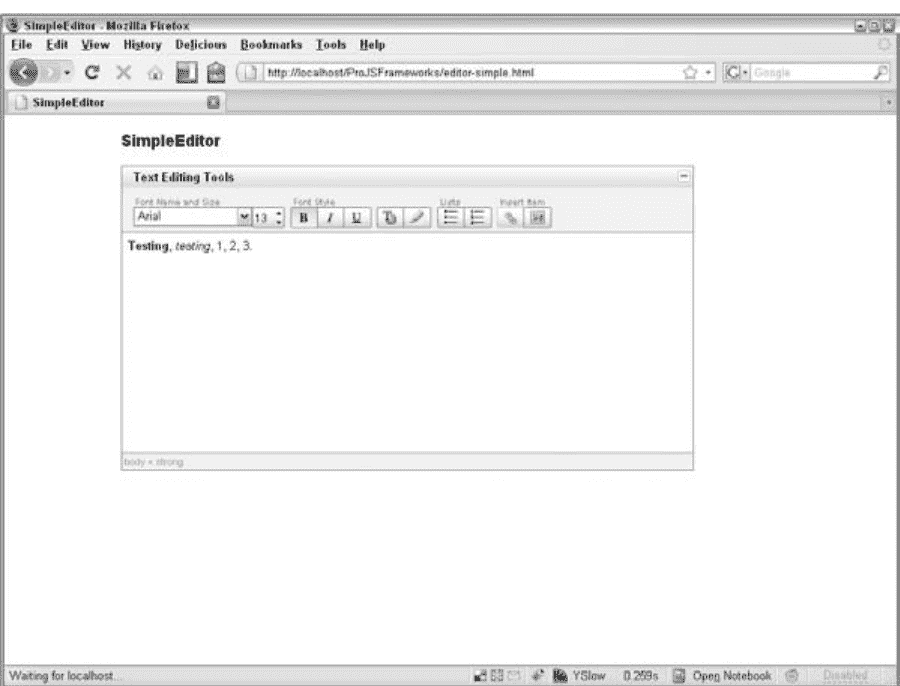 SimpleEditor - Mozilla Firefox
File Edit View History Delicious Bookmarks Tools Help
http://localhost/ProJSFrameworks/editor-simple.html Google
SimpleEditor
SimpleEditor
Text Editing Tools
Font Name and Size Font Style Lists Insert Item
Arial 13 B I U
Testing, testing, 1, 2, 3.
body < strong
Waiting for localhost... YSlow 0.259s Open Notebook Disabled